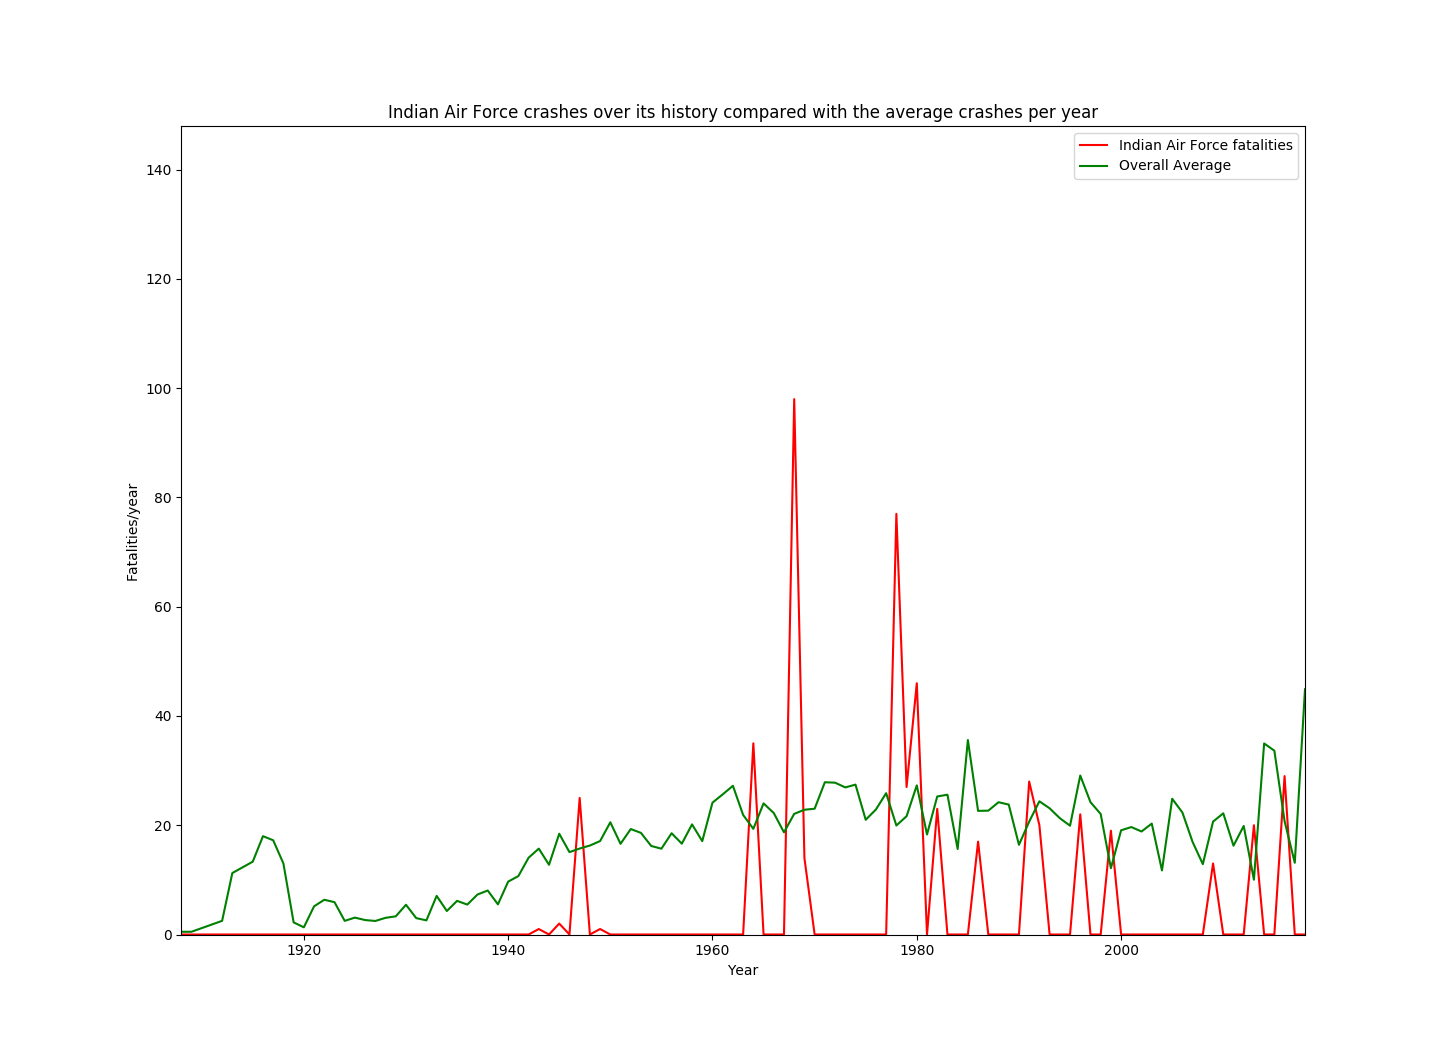 Indian Air Force crashes over its history compared with the average crashes per year
Indian Air Force fatalities
Overall Average
140
120
100
80
60
40
20
0
Fatalities/year
1920
1940
1960
1980
2000
Year